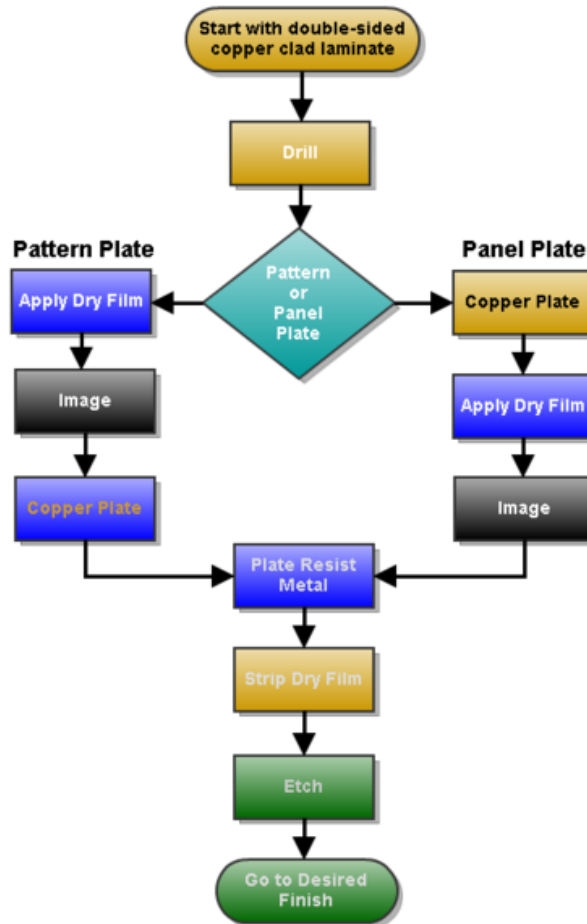 Start with double-sided
copper clad laminate
Drill
Pattern
or
Panel
Plate
Pattern Plate
Apply Dry Film
Image
Copper Plate
Panel Plate
Copper Plate
Apply Dry Film
Image
Plate Resist
Metal
Strip Dry Film
Etch
Go to Desired
Finish